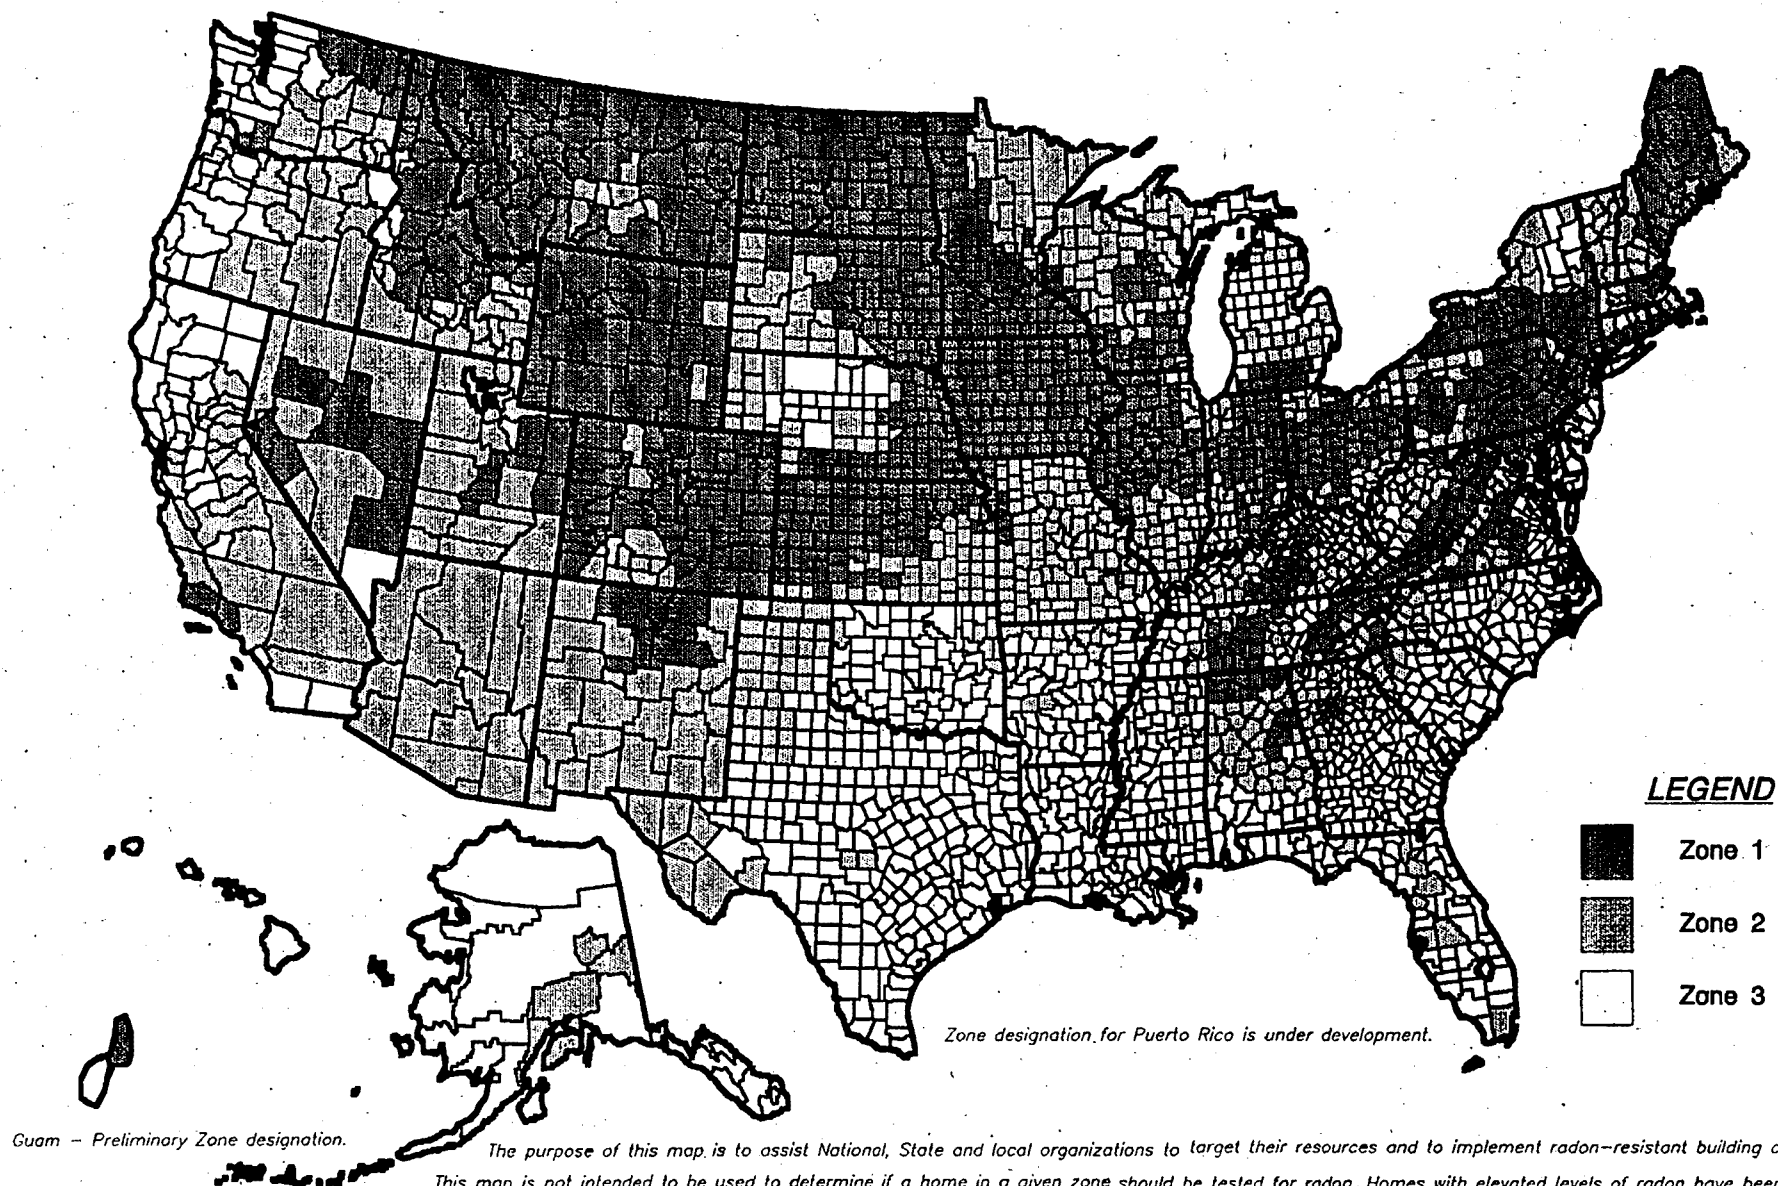 LEGEND
Zone 1
Zone 2
Zone 3
Zone designation for Puerto Rico is under development.
Guam – Preliminary Zone designation.
The purpose of this map is to assist National, State and local organizations to target their resources and to implement radon-resistant building
This map is not intended to be used to determine if a home in a given zone should be tested for radon. Homes with elevated levels of radon have been